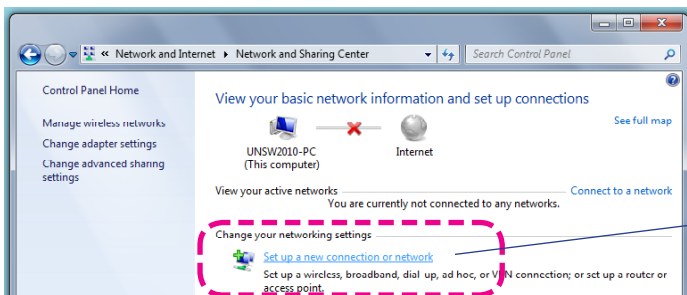 « Network and Internet ▸ Network and Sharing Center
Search Control Panel
Control Panel Home
Manage wireless networks
Change adapter settings
Change advanced sharing
settings
View your basic network information and set up connections
See full map
UNSW2010-PC
(This computer)
Internet
View your active networks
Connect to a network
You are currently not connected to any networks.
Change your networking settings
Set up a new connection or network
Set up a wireless, broadband, dial up, ad hoc, or VPN connection; or set up a router or
access point.